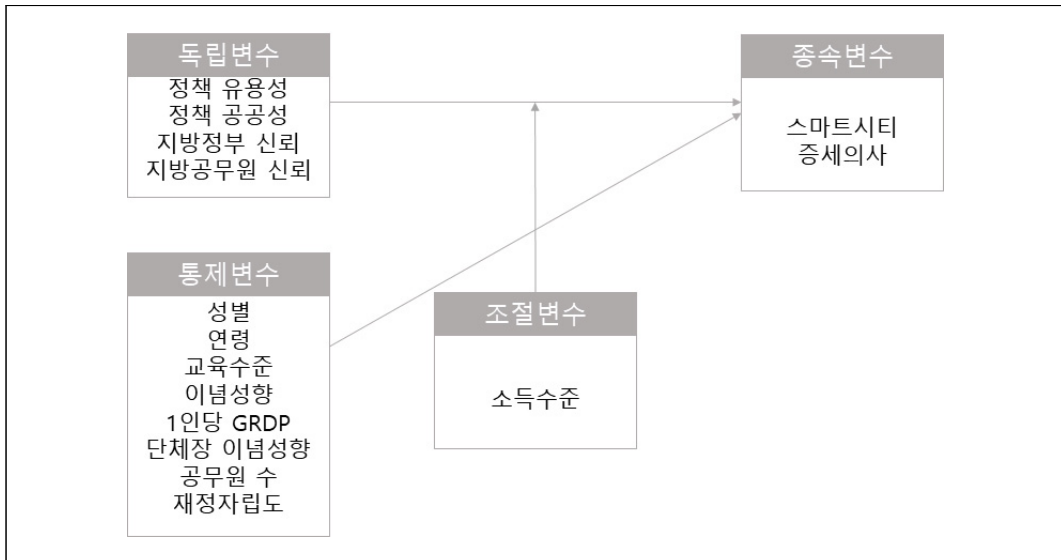 독립변수
정책 유용성
정책 공공성
지방정부 신뢰
지방공무원 신뢰
종속변수
스마트시티
증세의사
통제변수
성별
연령
교육수준
이념성향
1인당 GRDP
단체장 이념성향
공무원 수
재정자립도
조절변수
소득수준